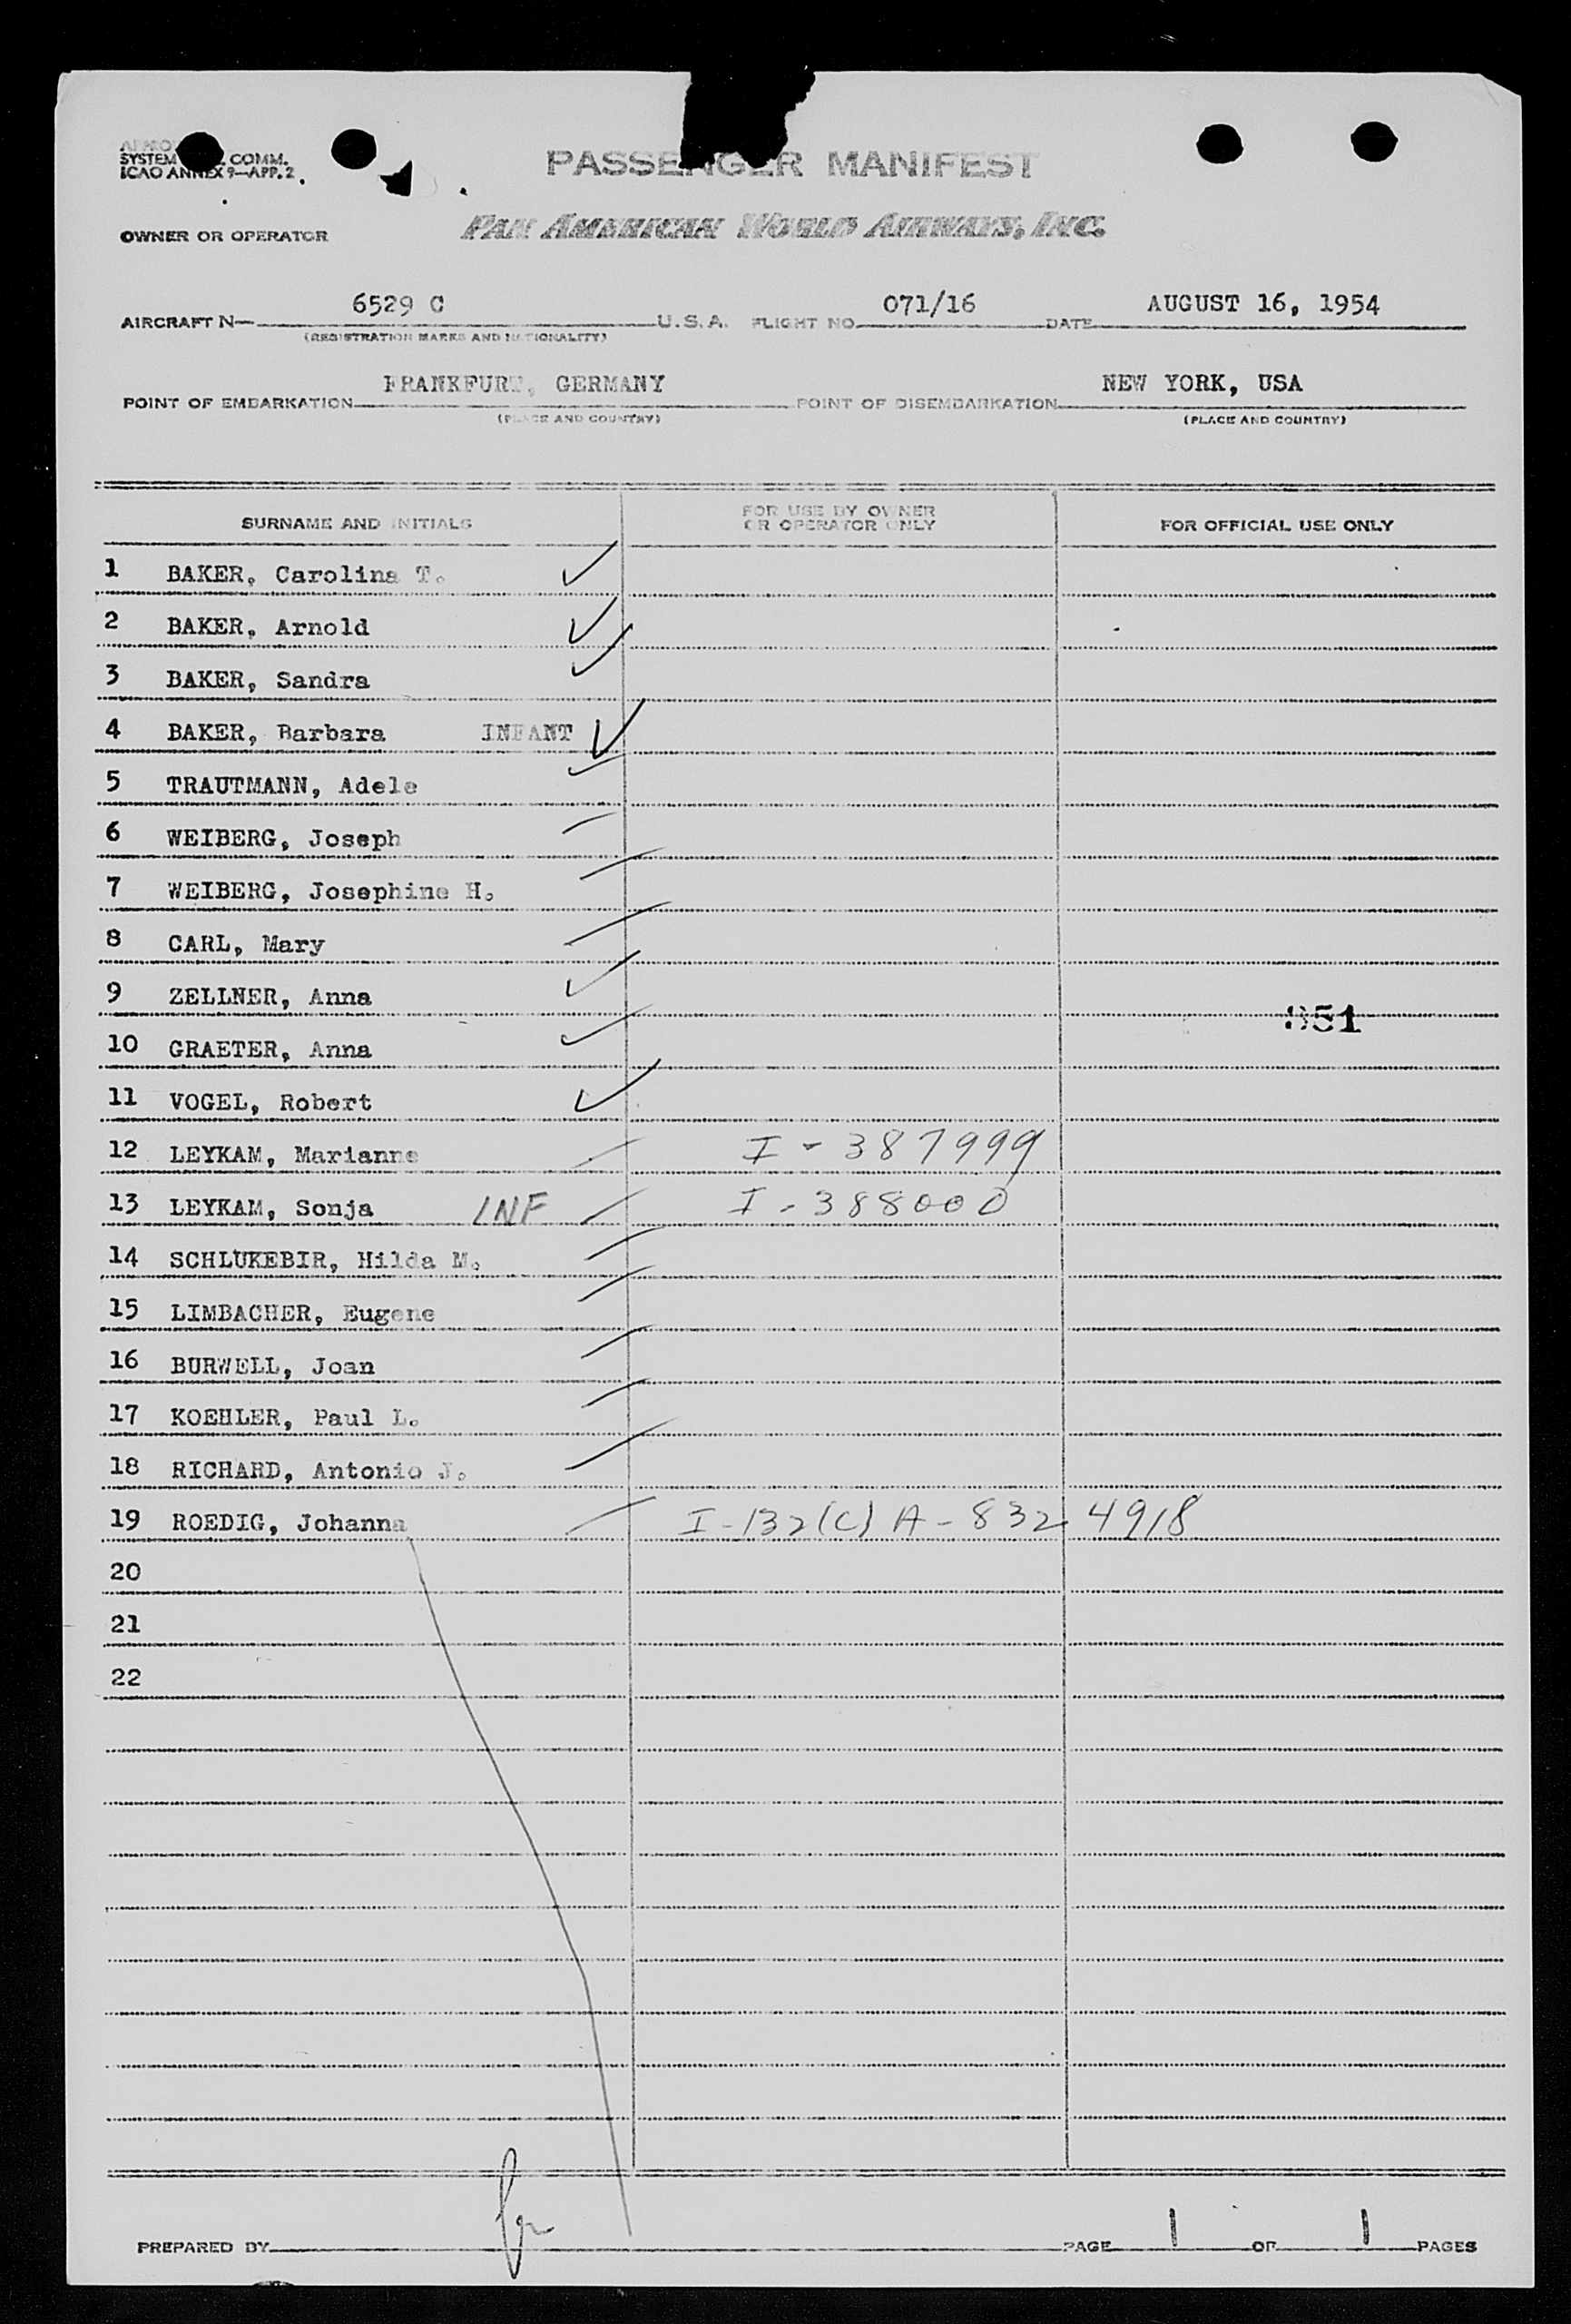 SYSTEM COMM.
ICAO ANNEX 9—APP. 2
PASSENGER MANIFEST
OWNER OR OPERATOR PAN AMERICAN WORLD AIRWAYS, INC.
AIRCRAFT N— 6529 C U.S.A. FLIGHT NO. 071/16 DATE AUGUST 16, 1954
(REGISTRATION MARKS AND NATIONALITY)
POINT OF EMBARKATION FRANKFURT, GERMANY POINT OF DISEMBARKATION NEW YORK, USA
(PLACE AND COUNTRY) (PLACE AND COUNTRY)
SURNAME AND INITIALS FOR USE BY OWNER OR OPERATOR ONLY FOR OFFICIAL USE ONLY
1 BAKER, Carolina T.
2 BAKER, Arnold
3 BAKER, Sandra
4 BAKER, Barbara INFANT
5 TRAUTMANN, Adele
6 WEIBERG, Joseph
7 WEIBERG, Josephine H.
8 CARL, Mary
9 ZELLNER, Anna
351
10 GRAETER, Anna
11 VOGEL, Robert
12 LEYKAM, Marianne I - 387999
13 LEYKAM, Sonja INF I - 388000
14 SCHLUKEBIR, Hilda M.
15 LIMBACHER, Eugene
16 BURWELL, Joan
17 KOEHLER, Paul L.
18 RICHARD, Antonio J.
19 ROEDIG, Johanna I-132(C) A-832 4918
20
21
22
PREPARED BY PAGE 1 OF 1 PAGES